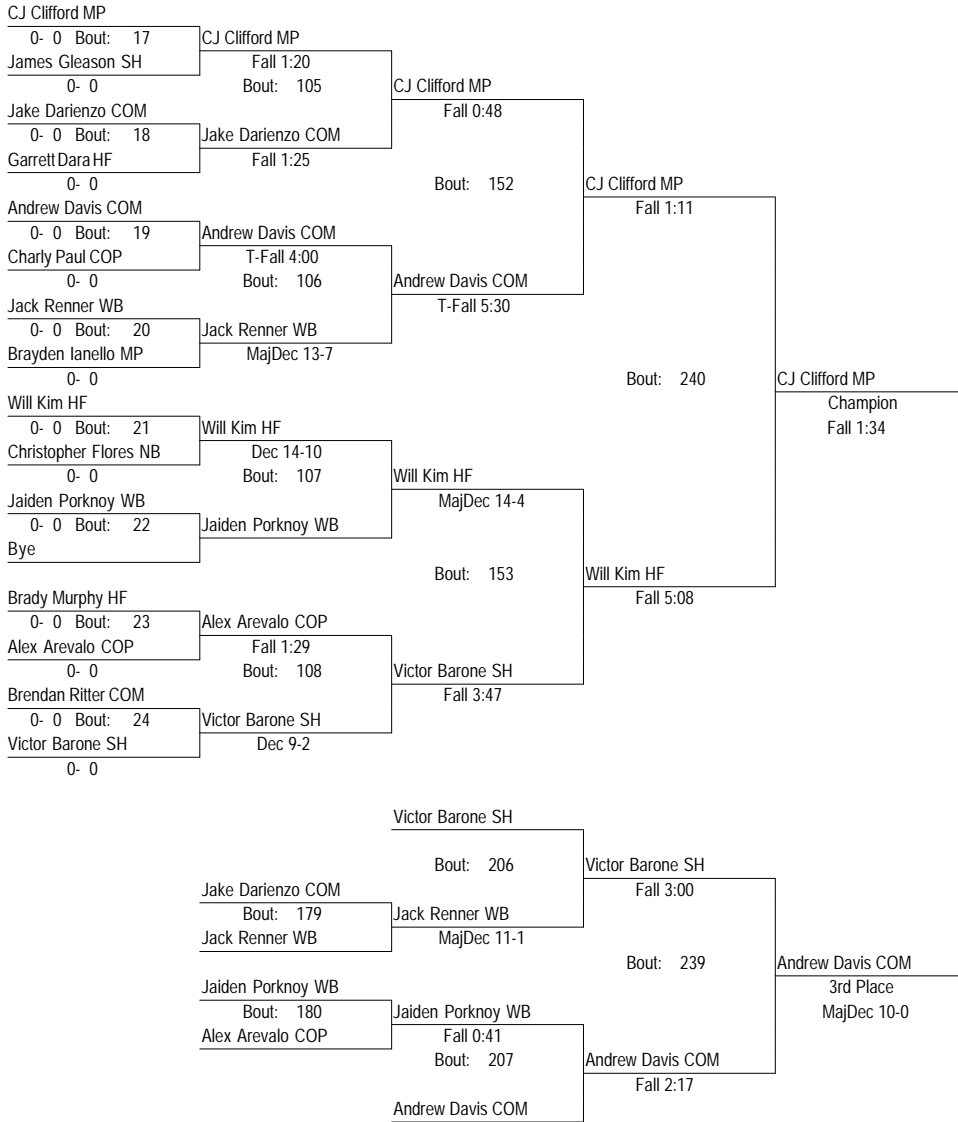 CJ Clifford MP
0- 0 Bout: 17 CJ Clifford MP
James Gleason SH Fall 1:20
0- 0 Bout: 105 CJ Clifford MP
Jake Darienzo COM Fall 0:48
0- 0 Bout: 18 Jake Darienzo COM
Garrett Dara HF Fall 1:25
0- 0 Bout: 152 CJ Clifford MP
Andrew Davis COM Fall 1:11
0- 0 Bout: 19 Andrew Davis COM
Charly Paul COP T-Fall 4:00
0- 0 Bout: 106 Andrew Davis COM
Jack Renner WB T-Fall 5:30
0- 0 Bout: 20 Jack Renner WB
Brayden Ianello MP MajDec 13-7
0- 0 Bout: 240 CJ Clifford MP
Will Kim HF Champion
0- 0 Bout: 21 Will Kim HF Fall 1:34
Christopher Flores NB Dec 14-10
0- 0 Bout: 107 Will Kim HF
Jaiden Porknoy WB MajDec 14-4
0- 0 Bout: 22 Jaiden Porknoy WB
Bye
Bout: 153 Will Kim HF
Brady Murphy HF Fall 5:08
0- 0 Bout: 23 Alex Arevalo COP
Alex Arevalo COP Fall 1:29
0- 0 Bout: 108 Victor Barone SH
Brendan Ritter COM Fall 3:47
0- 0 Bout: 24 Victor Barone SH
Victor Barone SH Dec 9-2
0- 0
Victor Barone SH
Bout: 206 Victor Barone SH
Jake Darienzo COM Fall 3:00
Bout: 179 Jack Renner WB
Jack Renner WB MajDec 11-1
Bout: 239 Andrew Davis COM
Jaiden Porknoy WB 3rd Place
Bout: 180 Jaiden Porknoy WB MajDec 10-0
Alex Arevalo COP Fall 0:41
Bout: 207 Andrew Davis COM
Fall 2:17
Andrew Davis COM